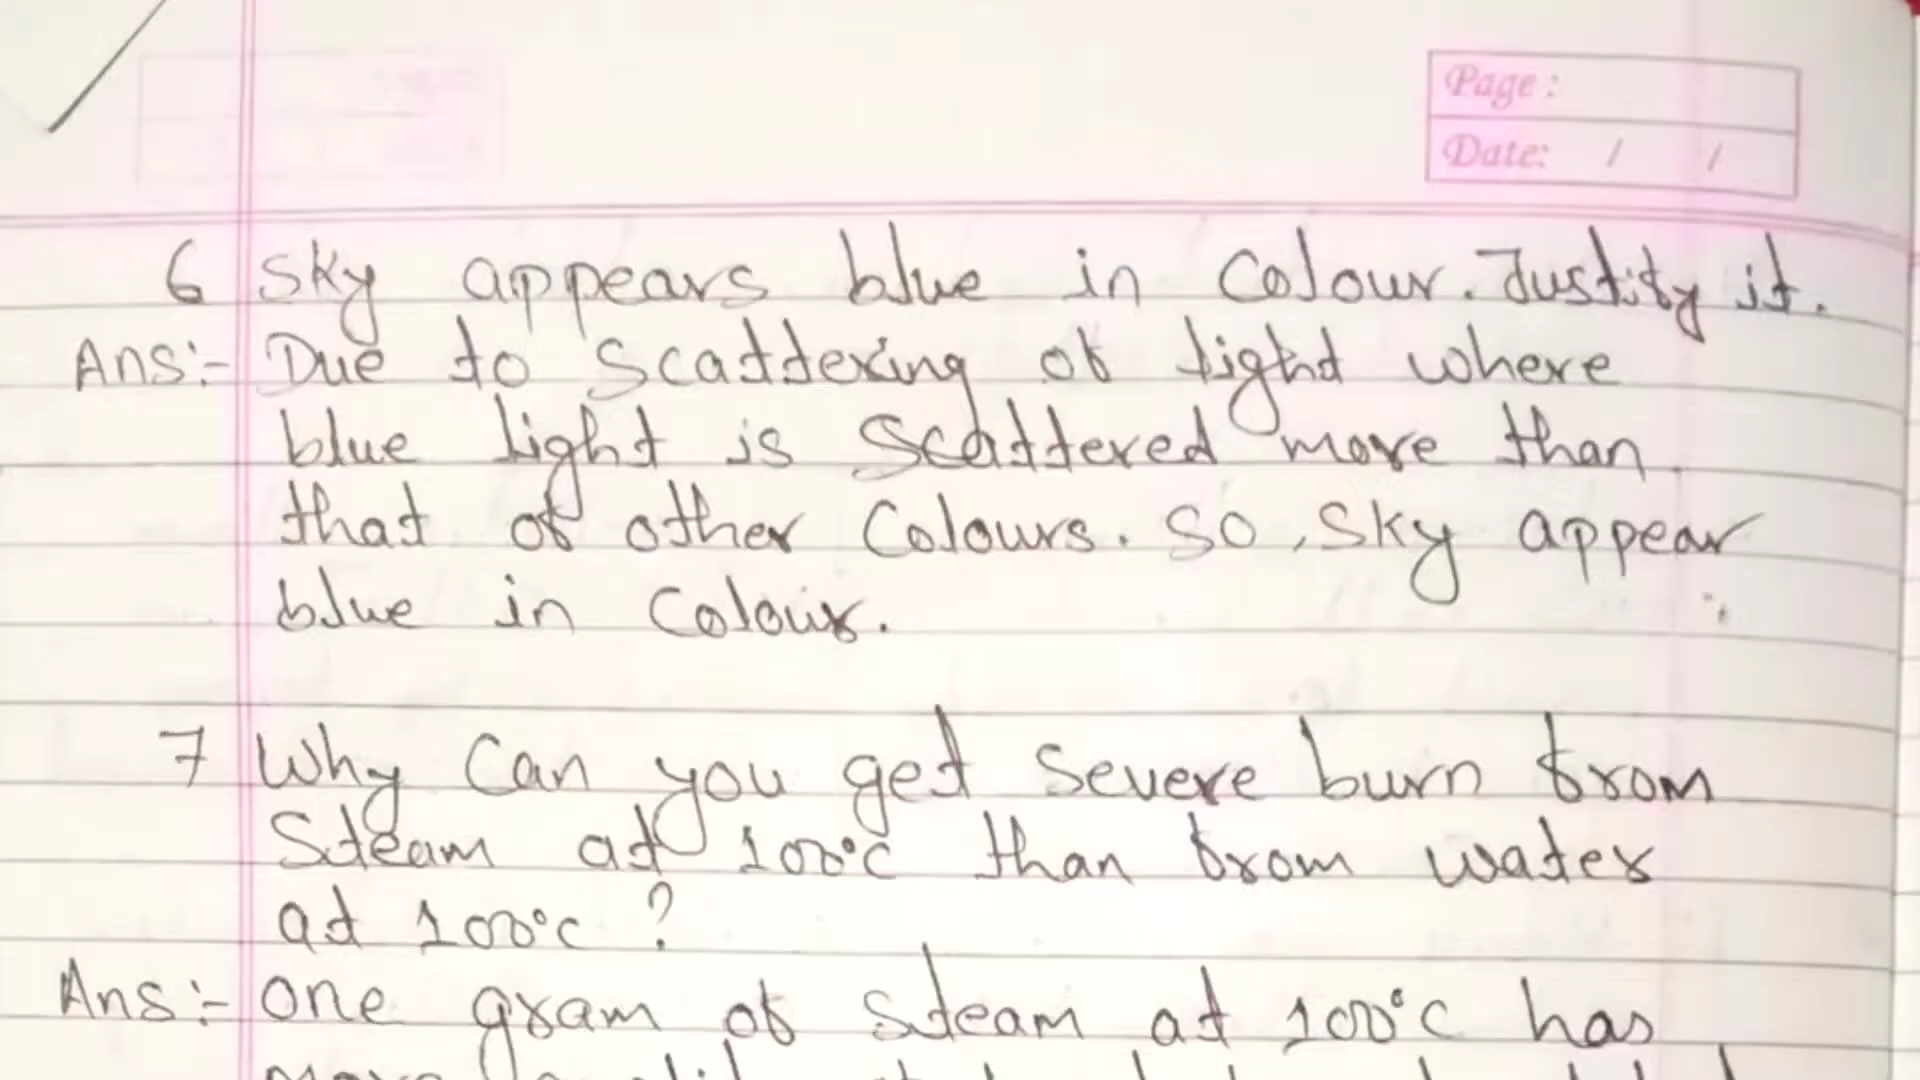 Page :
Date: / /
6 Sky appears blue in colour. Justify it.
Ans:- Due to scattering of light where
blue light is scattered more than
that of other colours. So, sky appear
blue in colour.
7 Why can you get severe burn from
steam at 100°C than from water
at 100°C ?
Ans:- One gram of steam at 100°C has